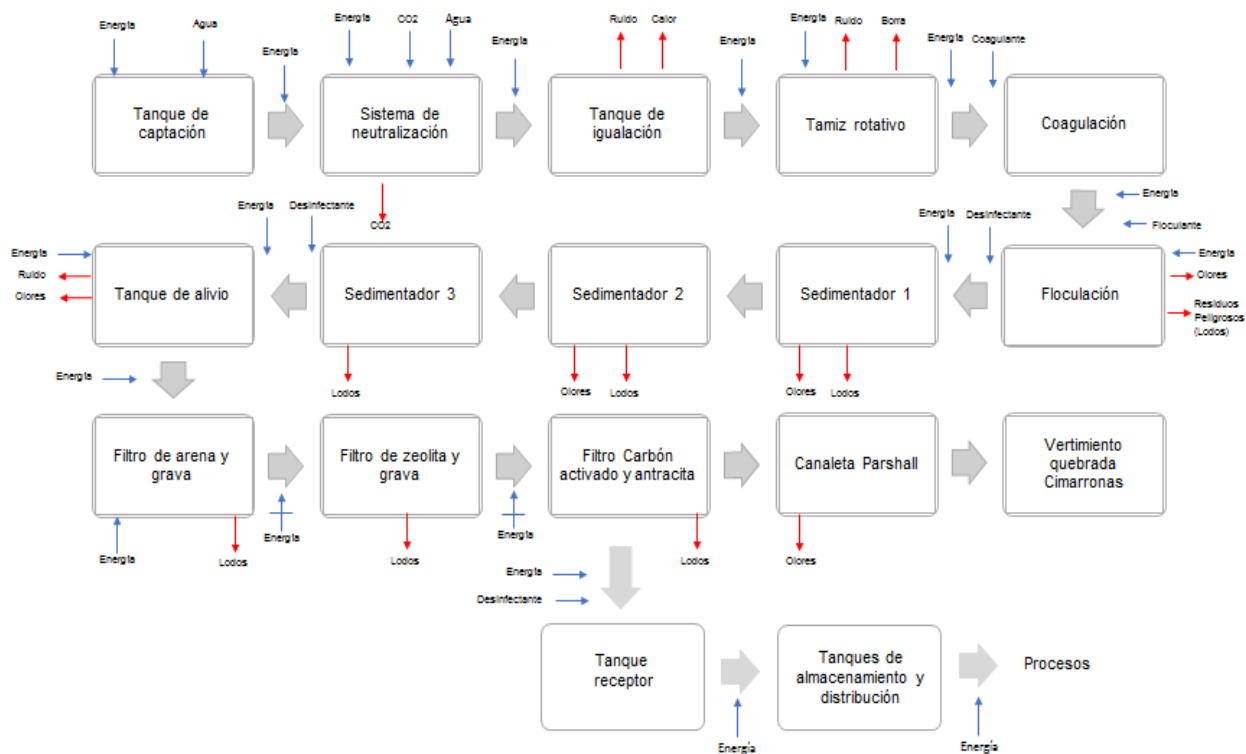 Energía
Agua
Energía
Energía
CO2
Agua
Energía
Ruido
Calor
Energía
Energía
Ruido
Borra
Energía
Coagulante
Tanque de
captación
Sistema de
neutralización
Tanque de
igualación
Tamiz rotativo
Coagulación
CO2
Energía
Desinfectante
Energía
Desinfectante
Energía
Floculante
Energía
Ruido
Olores
Tanque de alivio
Sedimentador 3
Sedimentador 2
Sedimentador 1
Floculación
Energía
Olores
Residuos
Peligrosos
(Lodos)
Lodos
Olores
Lodos
Olores
Lodos
Energía
Filtro de arena y
grava
Filtro de zeolita y
grava
Filtro Carbón
activado y antracita
Canaleta Parshall
Vertimiento
quebrada
Cimarronas
Energía
Lodos
Energía
Lodos
Energía
Lodos
Olores
Energía
Desinfectante
Tanque
receptor
Tanques de
almacenamiento y
distribución
Procesos
Energía
Energía